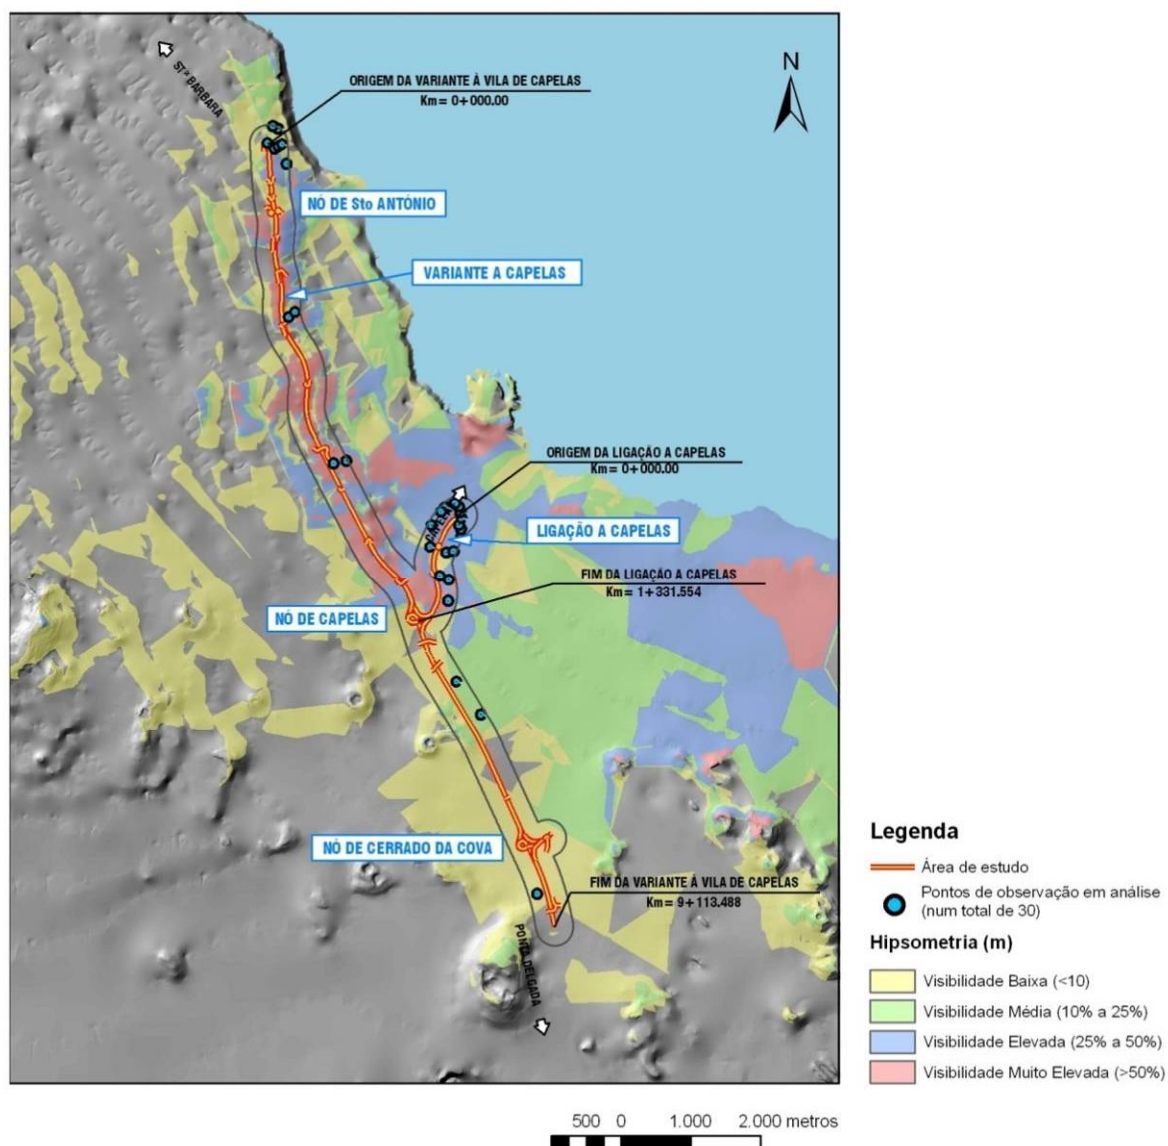 N
STª BARBARA
ORIGEM DA VARIANTE À VILA DE CAPELAS
Km= 0+000.00
NÓ DE Sto ANTÓNIO
VARIANTE A CAPELAS
ORIGEM DA LIGAÇÃO A CAPELAS
Km= 0+000.00
CAPELAS
LIGAÇÃO A CAPELAS
FIM DA LIGAÇÃO A CAPELAS
Km= 1+331.554
NÓ DE CAPELAS
NÓ DE CERRADO DA COVA
FIM DA VARIANTE À VILA DE CAPELAS
Km= 9+113.488
PONTA DELGADA
Legenda
Área de estudo
Pontos de observação em análise
(num total de 30)
Hipsometria (m)
Visibilidade Baixa (<10)
Visibilidade Média (10% a 25%)
Visibilidade Elevada (25% a 50%)
Visibilidade Muito Elevada (>50%)
500 0 1.000 2.000 metros